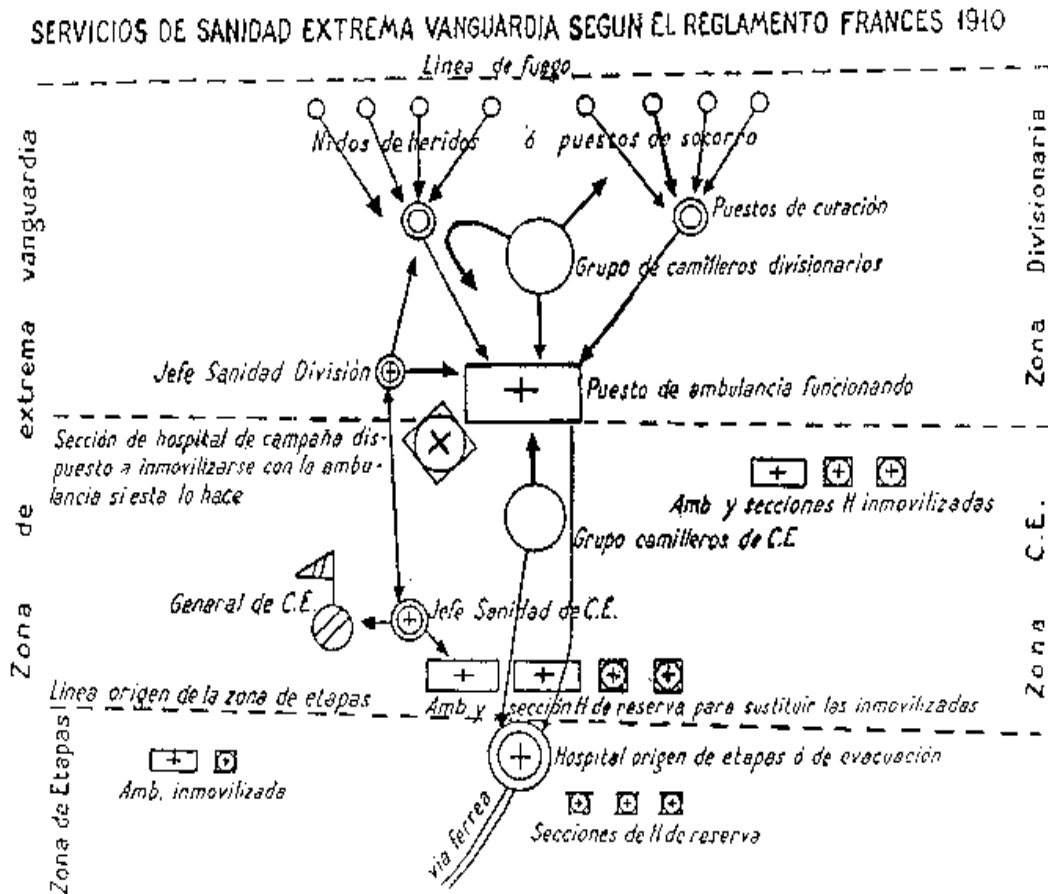 SERVICIOS DE SANIDAD EXTREMA VANGUARDIA SEGUN EL REGLAMENTO FRANCES 1910
Linea de fuego
Nidos de heridos ó puestos de socorro
Puestos de curación
Grupo de camilleros divisionarios
Jefe Sanidad División
Puesto de ambulancia funcionando
Sección de hospital de campaña dis-
puesto a inmovilizarse con la ambu-
lancia si esta lo hace
Amb y secciones H inmovilizadas
Grupo camilleros de C.E.
General de C.E.
Jefe Sanidad de C.E.
Linea origen de la zona de etapas
Amb y sección H de reserva para sustituir las inmovilizadas
Hospital origen de etapas ó de evacuación
Amb. inmovilizada
Secciones de H de reserva
via ferrea
Zona de extrema vanguardia
Zona de Etapas
Zona Divisionaria
Zona C.E.